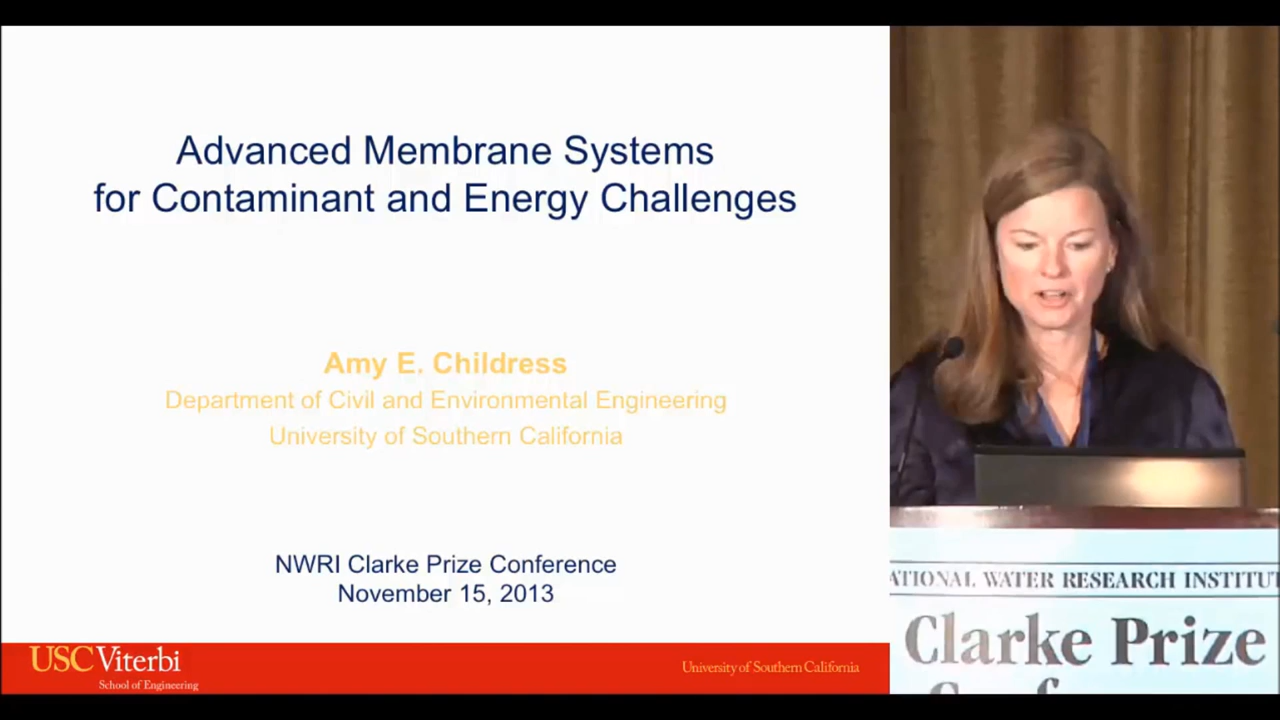 Advanced Membrane Systems
for Contaminant and Energy Challenges
Amy E. Childress
Department of Civil and Environmental Engineering
University of Southern California
NWRI Clarke Prize Conference
November 15, 2013
USC Viterbi
School of Engineering
University of Southern California
ATIONAL WATER RESEARCH INSTITUT
Clarke Prize